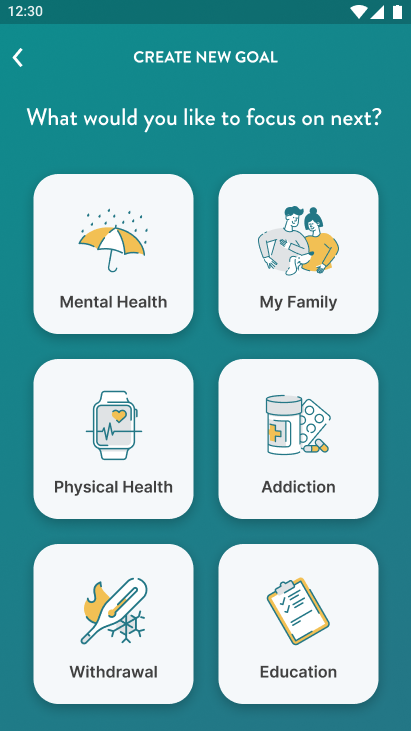 12:30
CREATE NEW GOAL
What would you like to focus on next?
Mental Health
My Family
Physical Health
Addiction
Withdrawal
Education